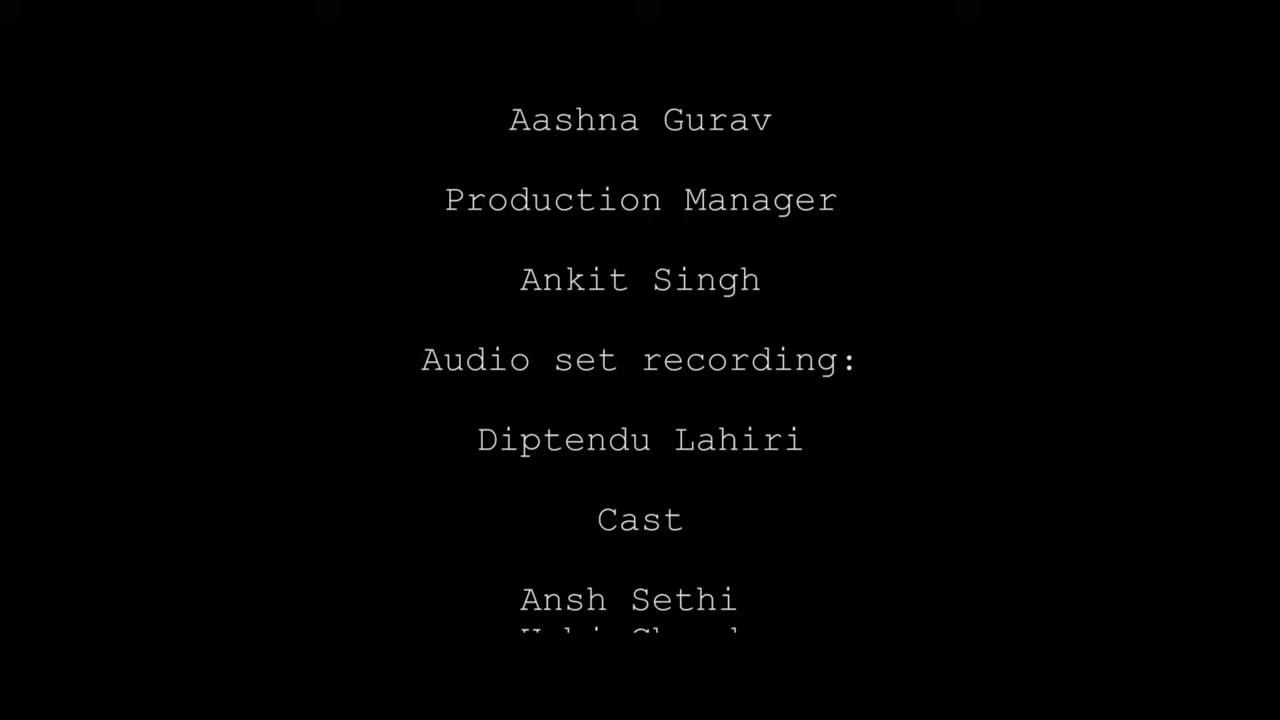 Aashna Gurav
Production Manager
Ankit Singh
Audio set recording:
Diptendu Lahiri
Cast
Ansh Sethi